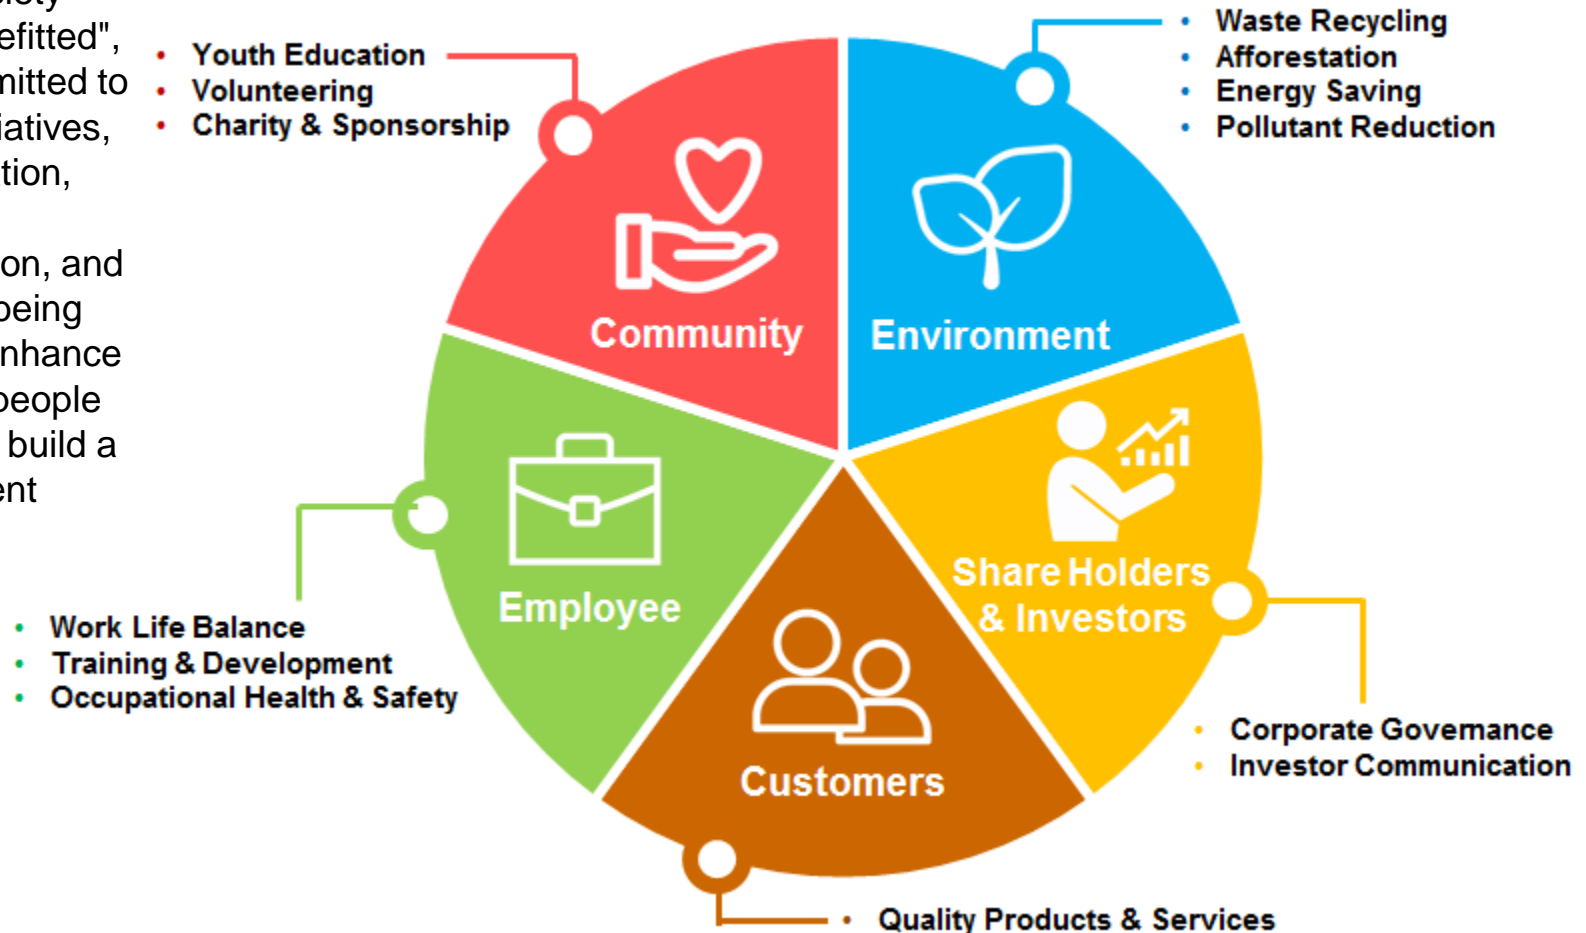 efitted",
mitted to
iatives,
tion,
on, and
being
nhance
people
build a
ent
• Youth Education
• Volunteering
• Charity & Sponsorship
• Waste Recycling
• Afforestation
• Energy Saving
• Pollutant Reduction
Community
Environment
Employee
Share Holders
& Investors
Customers
• Work Life Balance
• Training & Development
• Occupational Health & Safety
• Corporate Governance
• Investor Communication
• Quality Products & Services